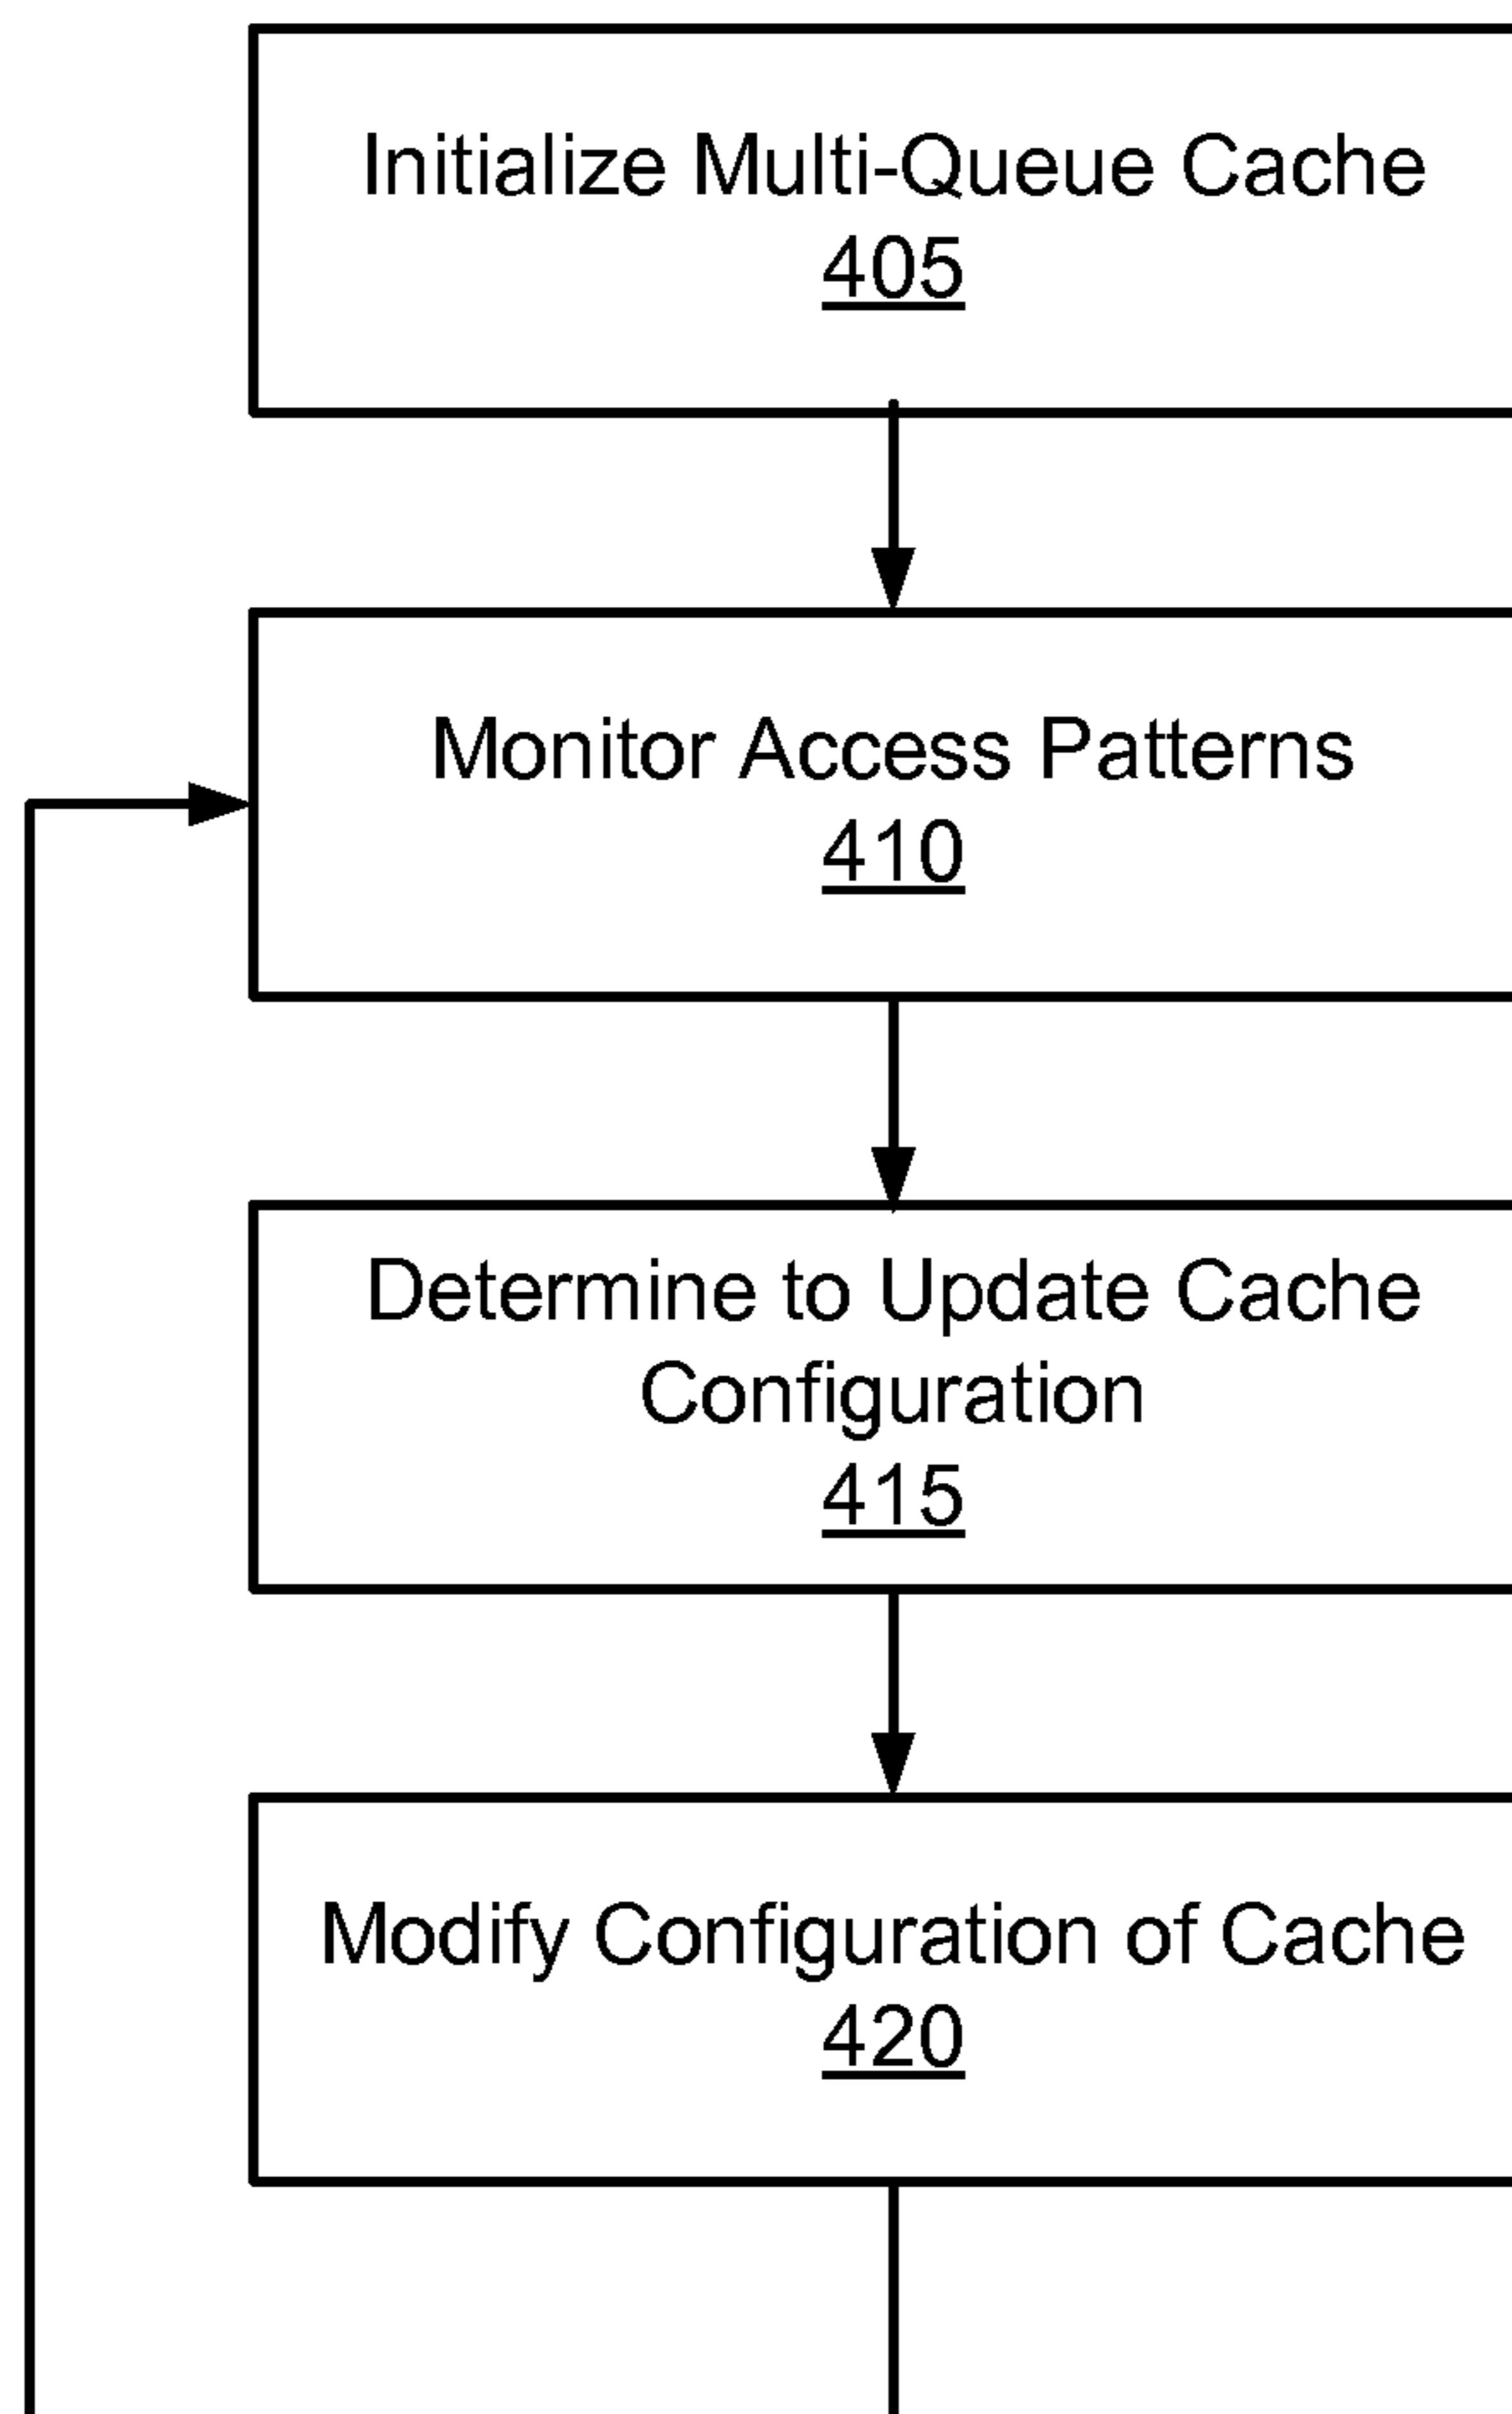 Initialize Multi-Queue Cache
405
Monitor Access Patterns
410
Determine to Update Cache
Configuration
415
Modify Configuration of Cache
420